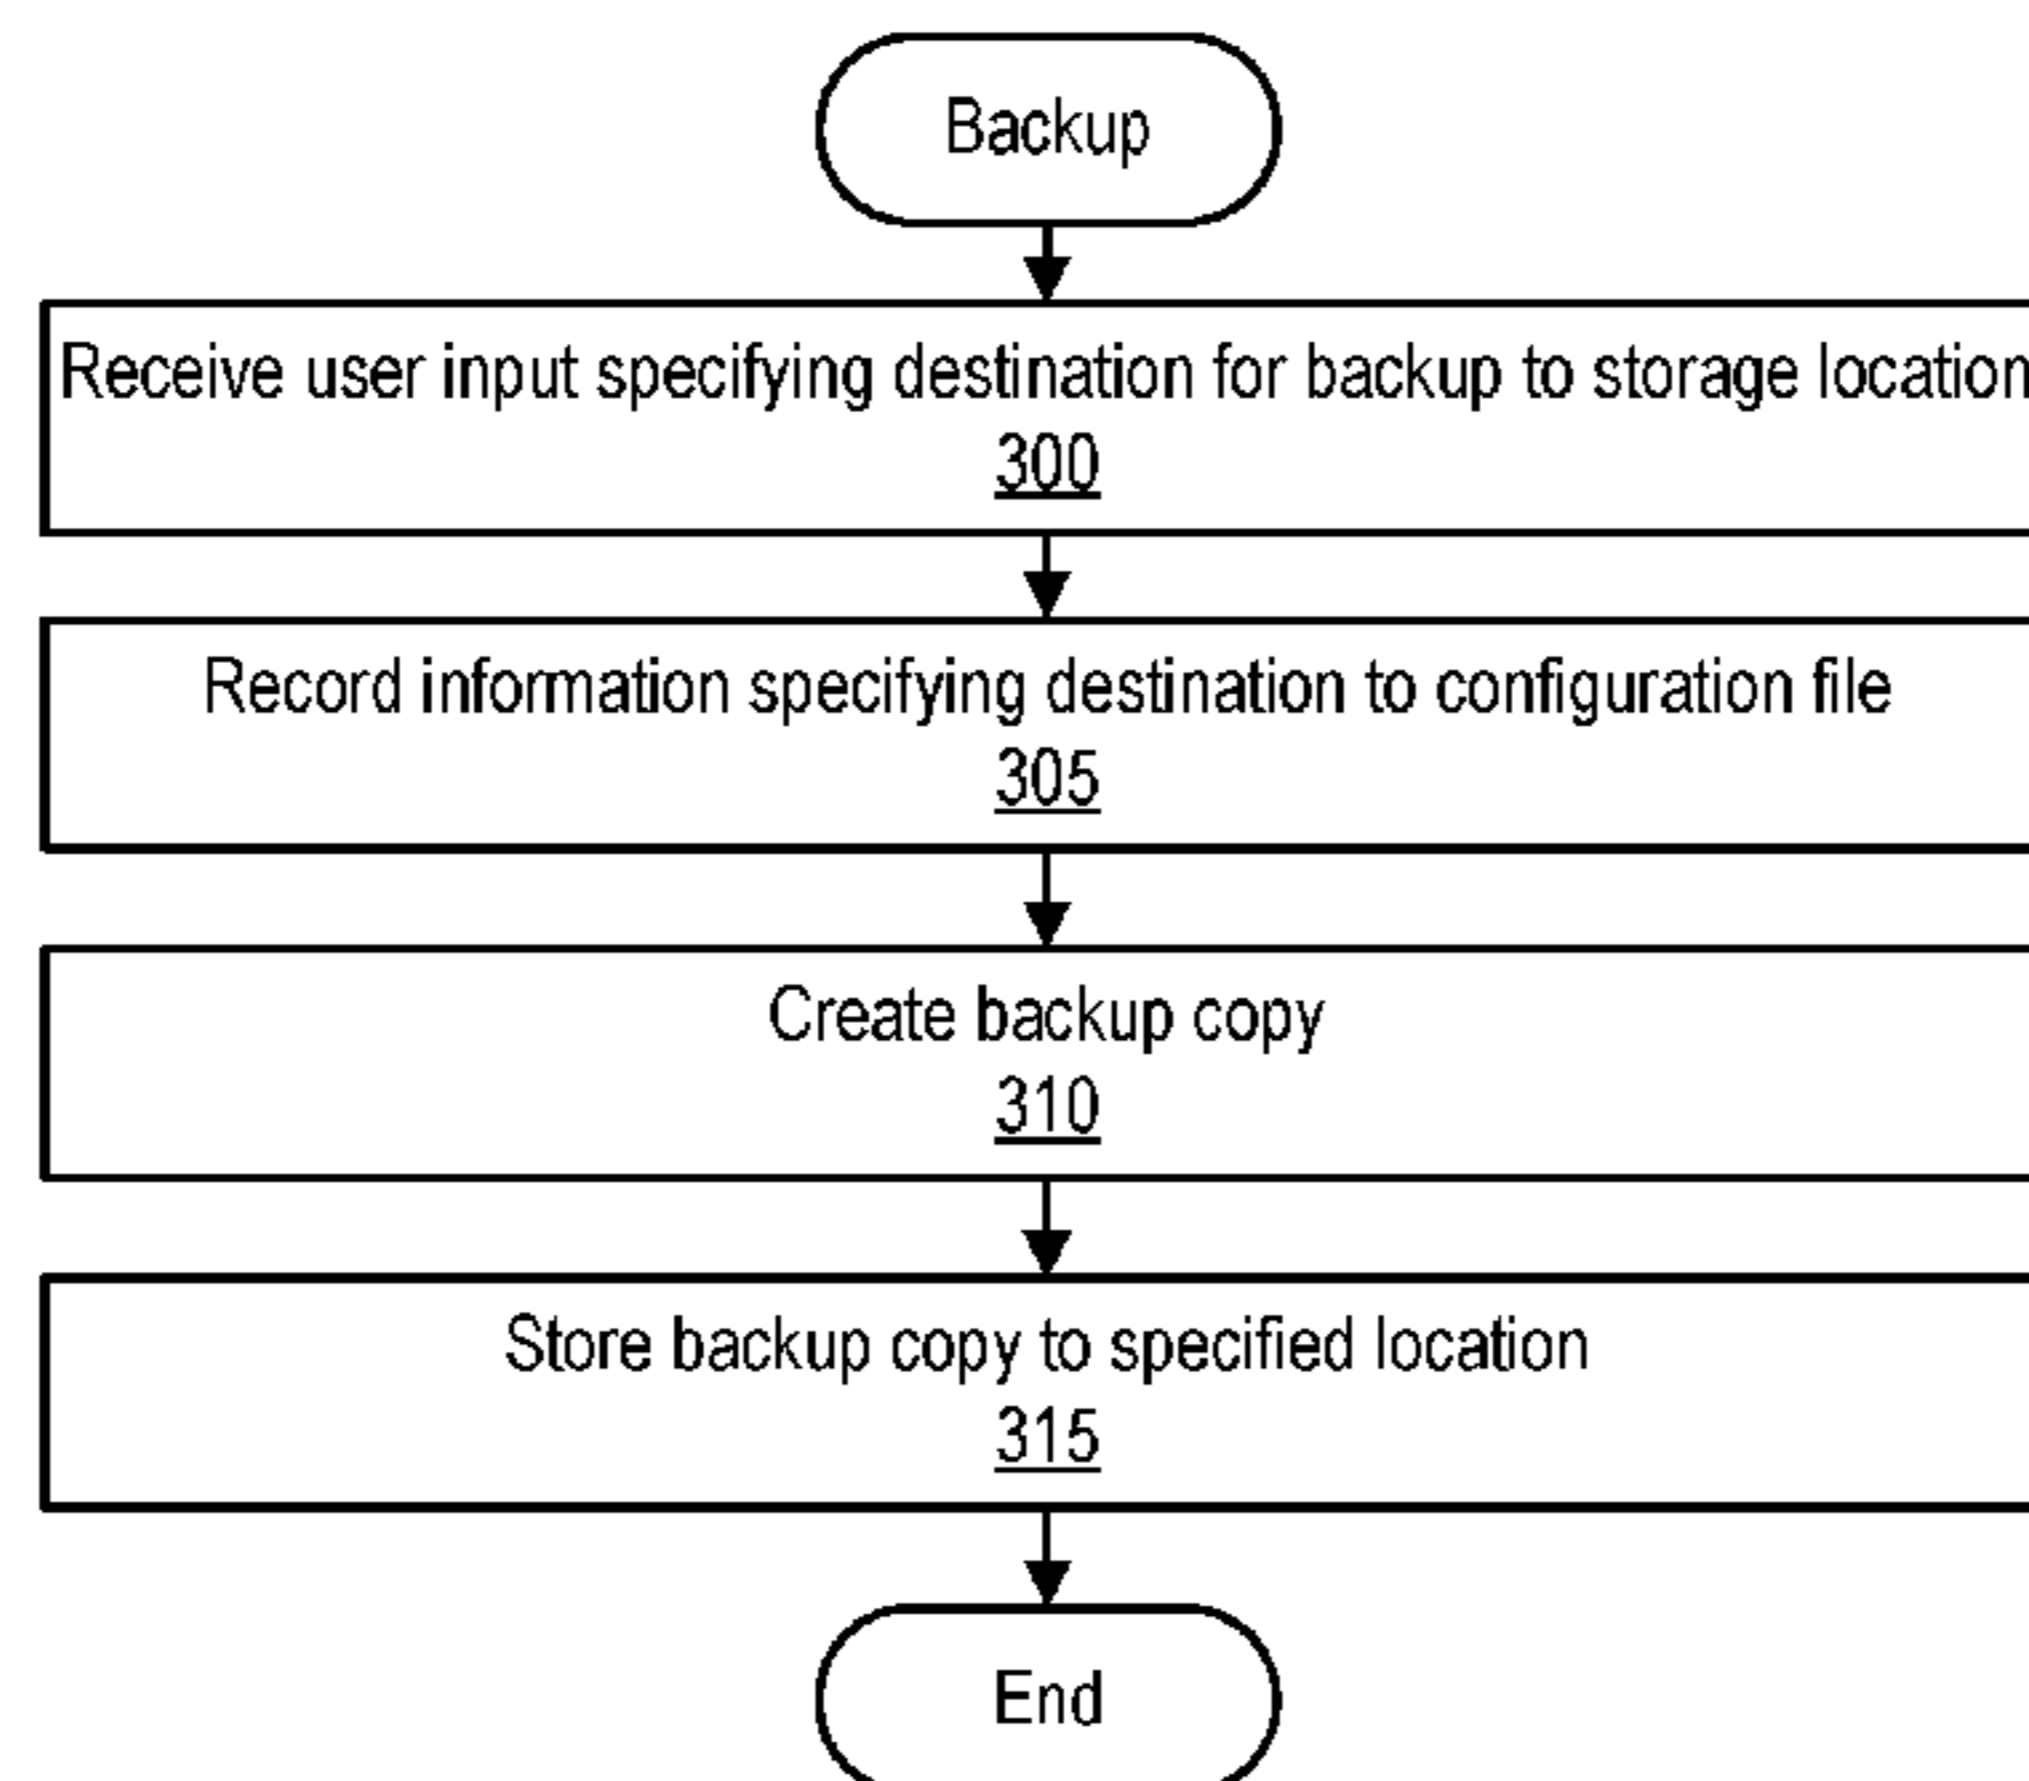 Backup
Receive user input specifying destination for backup to storage location
300
Record information specifying destination to configuration file
305
Create backup copy
310
Store backup copy to specified location
315
End